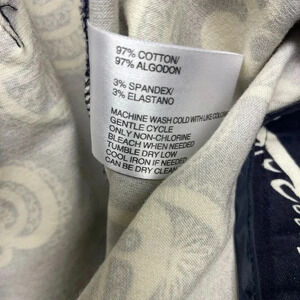 97% COTTON/
97% ALGODON
3% SPANDEX/
3% ELASTANO
MACHINE WASH COLD WITH LIKE COLORS
GENTLE CYCLE
ONLY NON-CHLORINE
BLEACH WHEN NEEDED
TUMBLE DRY LOW
COOL IRON IF NEEDED
CAN BE DRY CLEAN